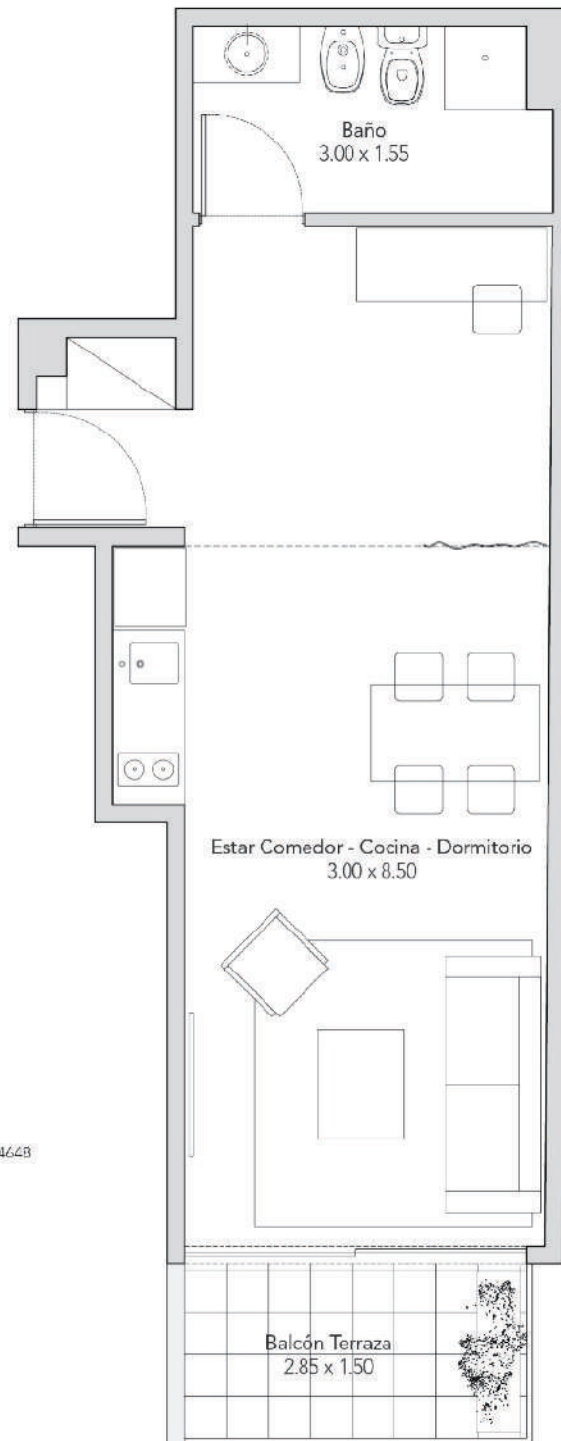 Baño
3.00 x 1.55
Estar Comedor - Cocina - Dormitorio
3.00 x 8.50
4648
Balcón Terraza
2.85 x 1.50